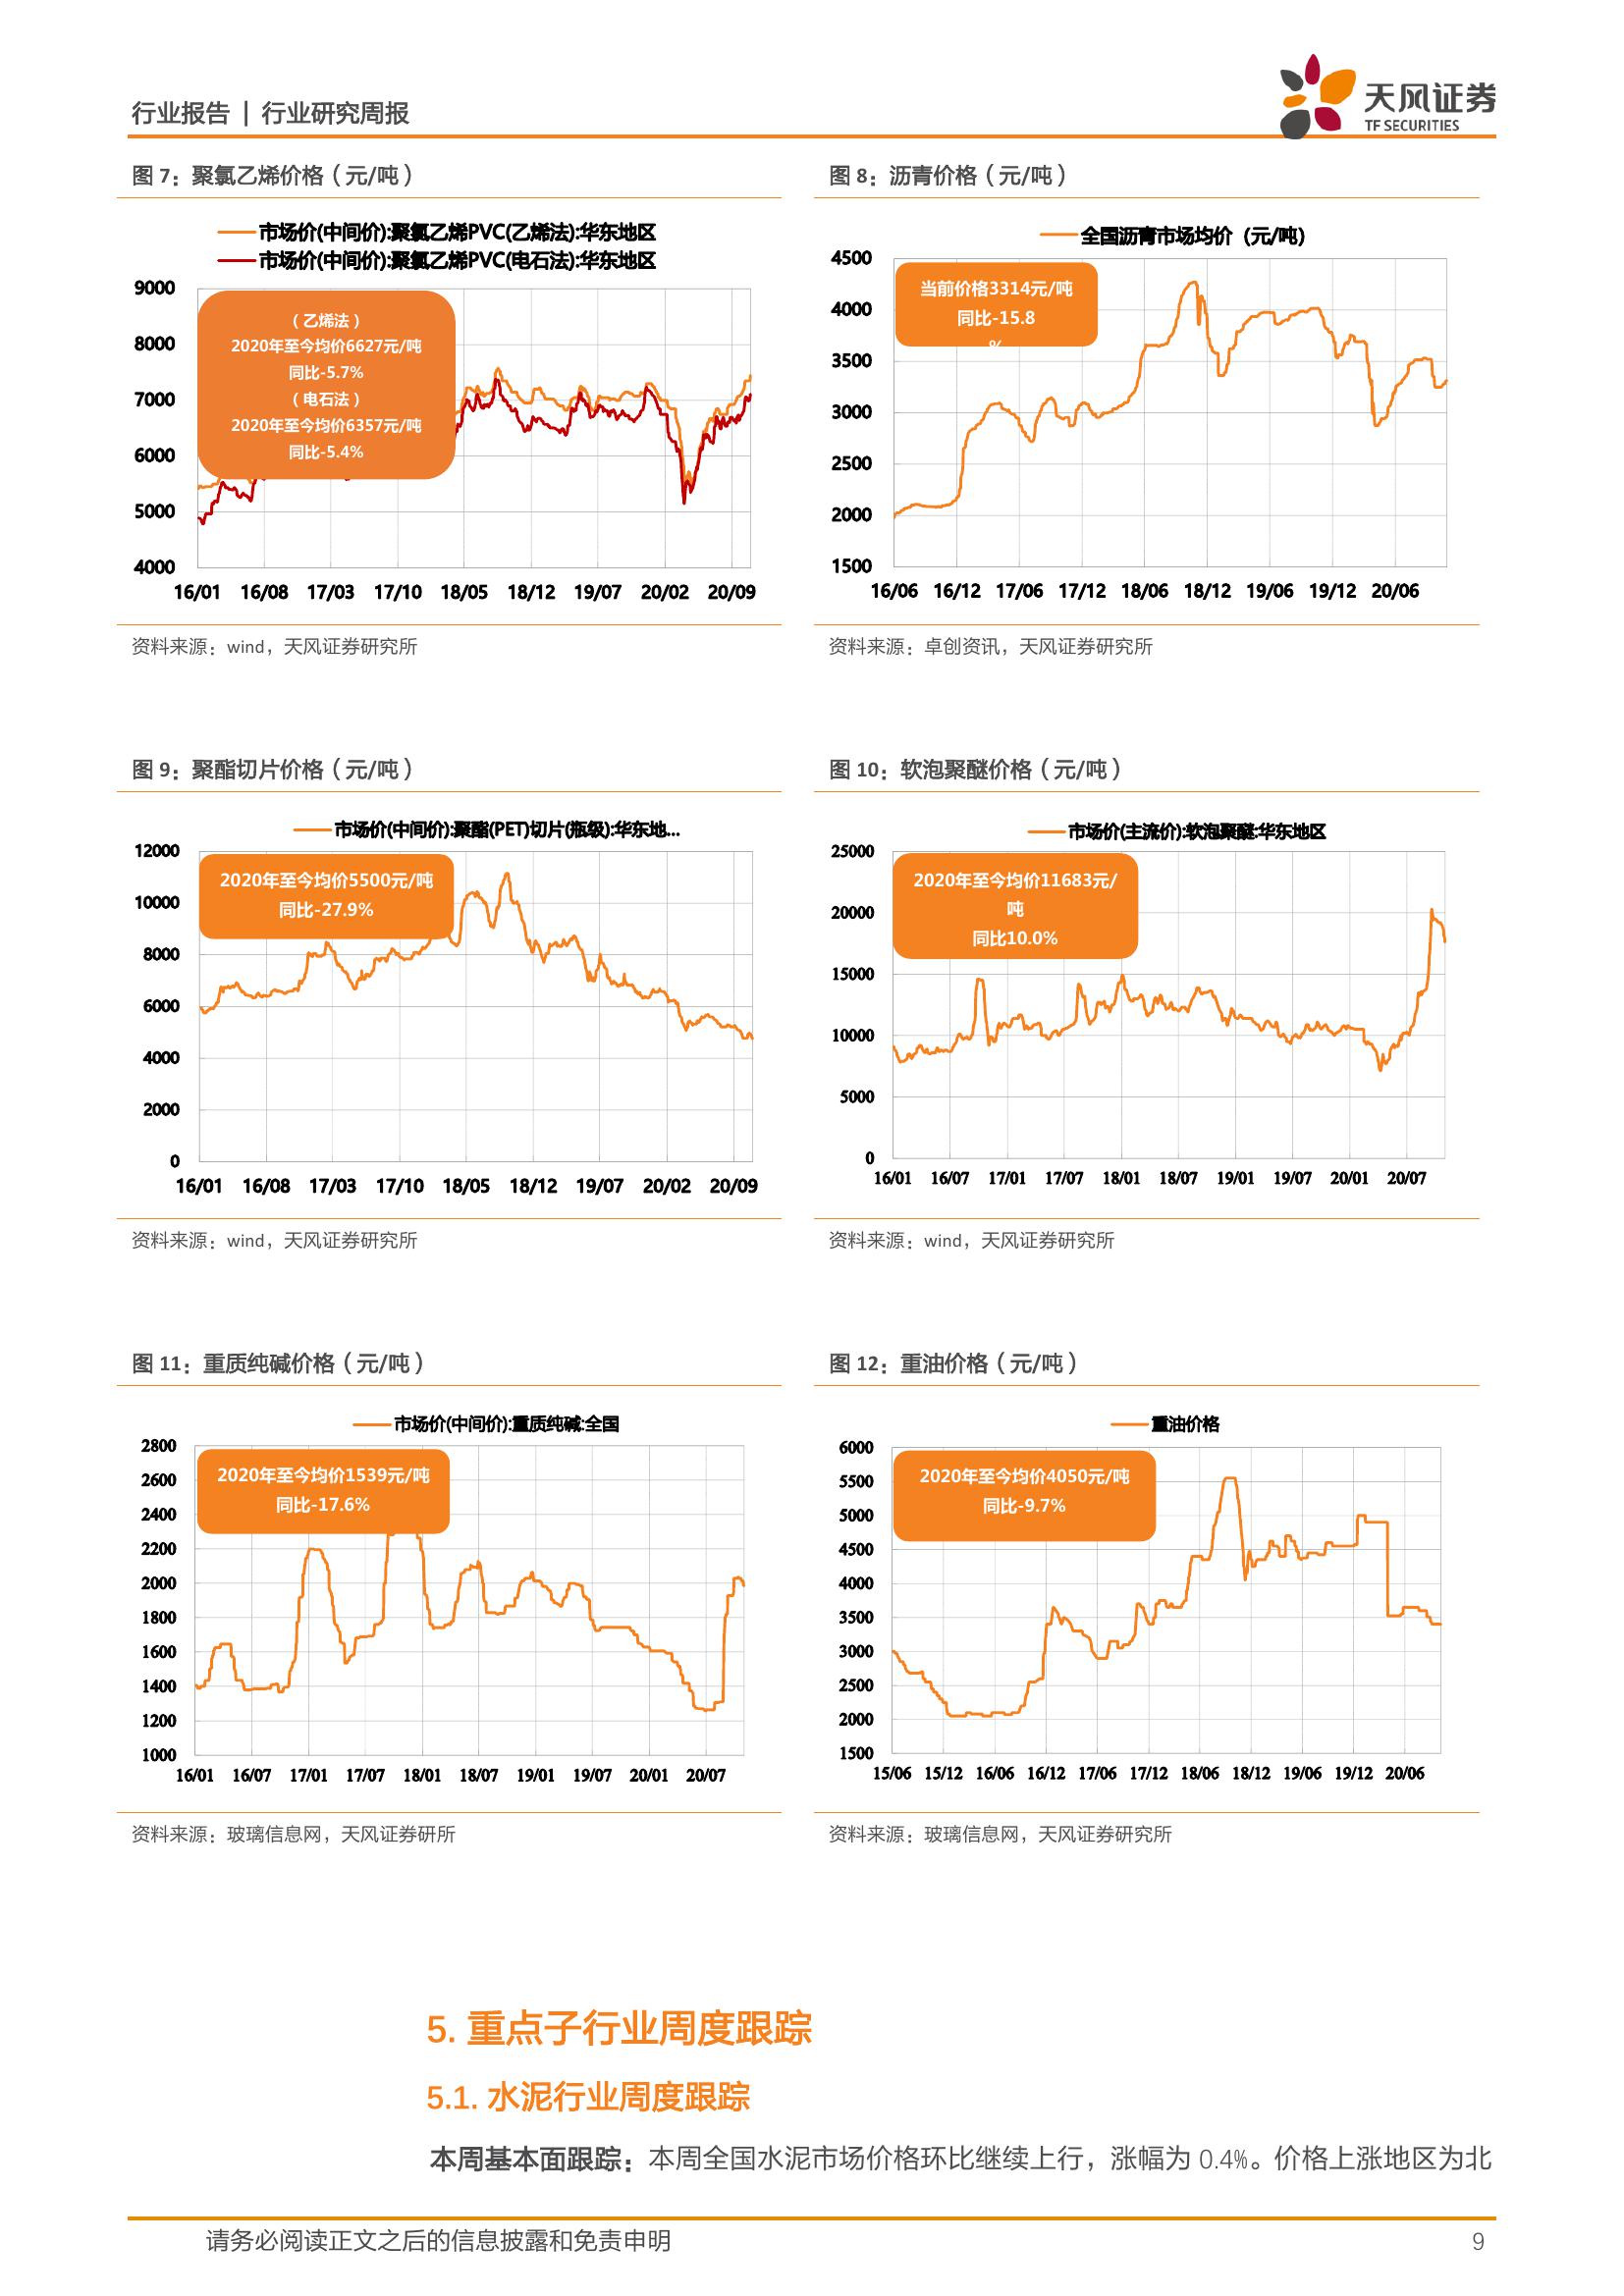 行业报告 | 行业研究周报
天风证券
TF SECURITIES
图 7：聚氯乙烯价格（元/吨）
市场价(中间价):聚氯乙烯PVC(乙烯法):华东地区
市场价(中间价):聚氯乙烯PVC(电石法):华东地区
9000
8000
7000
6000
5000
4000
（乙烯法）
2020年至今均价6627元/吨
同比-5.7%
（电石法）
2020年至今均价6357元/吨
同比-5.4%
16/01 16/08 17/03 17/10 18/05 18/12 19/07 20/02 20/09
资料来源：wind，天风证券研究所
图 8：沥青价格（元/吨）
全国沥青市场均价（元/吨）
4500
4000
3500
3000
2500
2000
1500
当前价格3314元/吨
同比-15.8
%
16/06 16/12 17/06 17/12 18/06 18/12 19/06 19/12 20/06
资料来源：卓创资讯，天风证券研究所
图 9：聚酯切片价格（元/吨）
市场价(中间价):聚酯(PET)切片(瓶级):华东地...
12000
10000
8000
6000
4000
2000
0
2020年至今均价5500元/吨
同比-27.9%
16/01 16/08 17/03 17/10 18/05 18/12 19/07 20/02 20/09
资料来源：wind，天风证券研究所
图 10：软泡聚醚价格（元/吨）
市场价(主流价):软泡聚醚:华东地区
25000
20000
15000
10000
5000
0
2020年至今均价11683元/
吨
同比10.0%
16/01 16/07 17/01 17/07 18/01 18/07 19/01 19/07 20/01 20/07
资料来源：wind，天风证券研究所
图 11：重质纯碱价格（元/吨）
市场价(中间价):重质纯碱:全国
2800
2600
2400
2200
2000
1800
1600
1400
1200
1000
2020年至今均价1539元/吨
同比-17.6%
16/01 16/07 17/01 17/07 18/01 18/07 19/01 19/07 20/01 20/07
资料来源：玻璃信息网，天风证券研所
图 12：重油价格（元/吨）
重油价格
6000
5500
5000
4500
4000
3500
3000
2500
2000
1500
2020年至今均价4050元/吨
同比-9.7%
15/06 15/12 16/06 16/12 17/06 17/12 18/06 18/12 19/06 19/12 20/06
资料来源：玻璃信息网，天风证券研究所
5. 重点子行业周度跟踪
5.1. 水泥行业周度跟踪
本周基本面跟踪：本周全国水泥市场价格环比继续上行，涨幅为 0.4%。价格上涨地区为北
请务必阅读正文之后的信息披露和免责申明
9